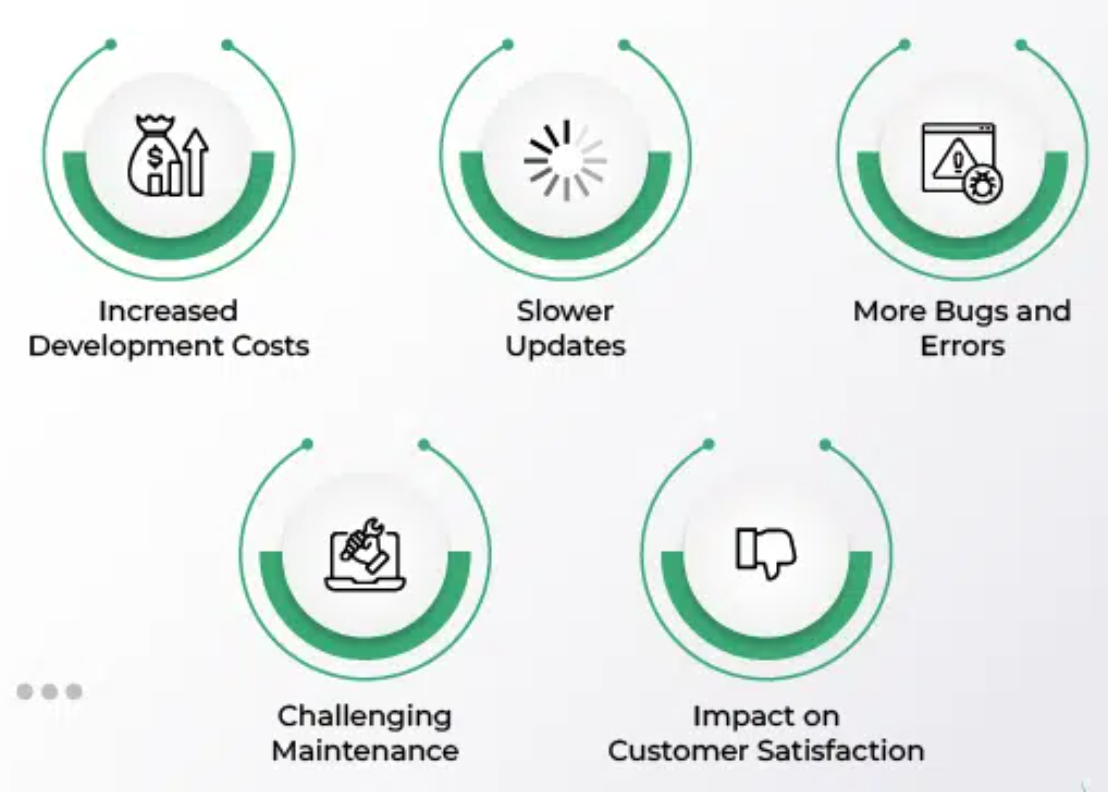 Increased
Development Costs
Slower
Updates
More Bugs and
Errors
Challenging
Maintenance
Impact on
Customer Satisfaction